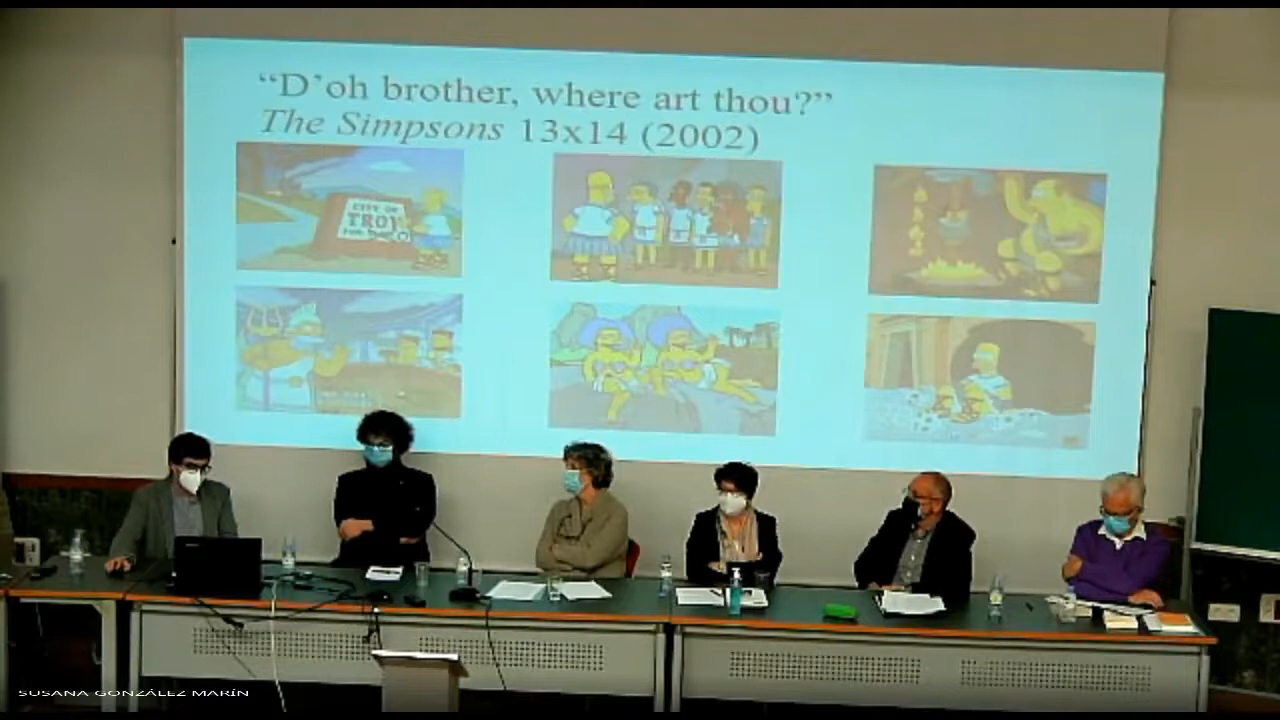 “D’oh brother, where art thou?”
The Simpsons 13x14 (2002)
CITY OF
TROY
SUSANA GONZÁLEZ MARÍN